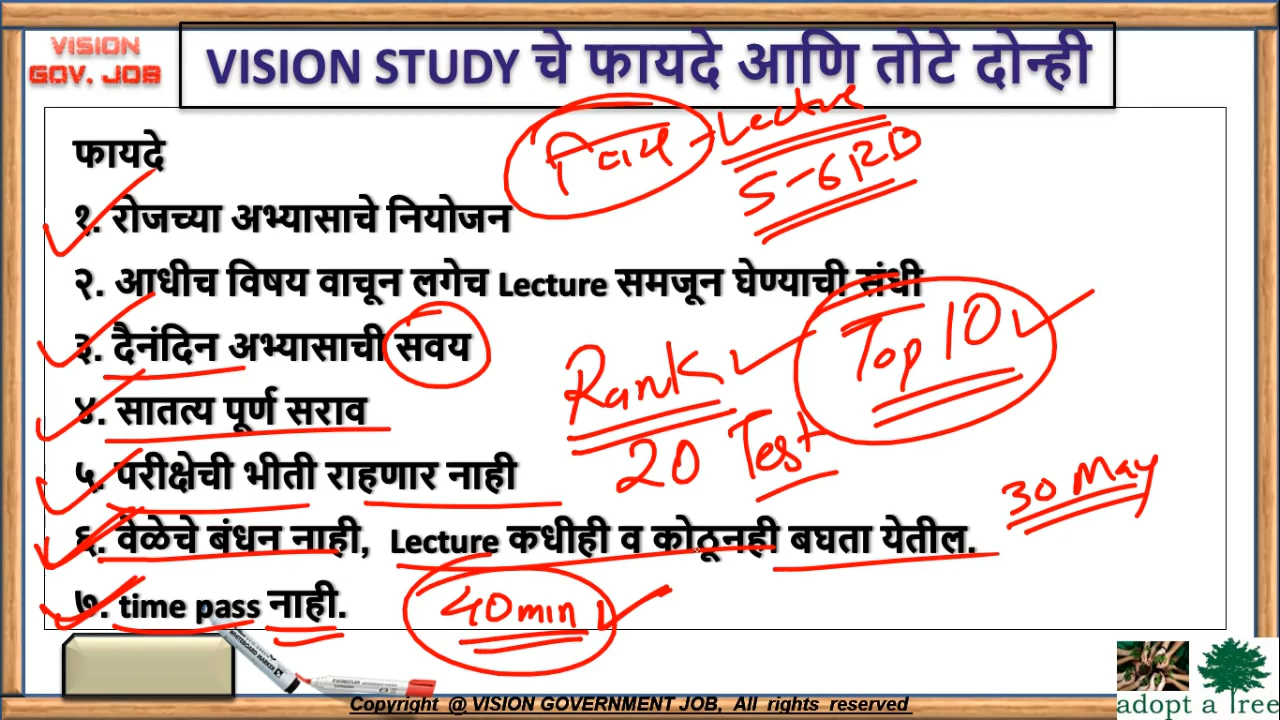 VISION
GOV. JOB
VISION STUDY चे फायदे आणि तोटे दोन्ही
फायदे
Lecture
5-6
१. रोजच्या अभ्यासाचे नियोजन
२. आधीच विषय वाचून लगेच Lecture समजून घेण्याची संधी
३. दैनंदिन अभ्यासाची सवय
Rank
Top 10
४. सातत्य पूर्ण सराव
20 Test
५. परीक्षेची भीती राहणार नाही
30 May
६. वेळेचे बंधन नाही, Lecture कधीही व कोठूनही बघता येतील.
७. time pass नाही.
40 min
Copyright @ VISION GOVERNMENT JOB, All rights reserved
adopt a Tree